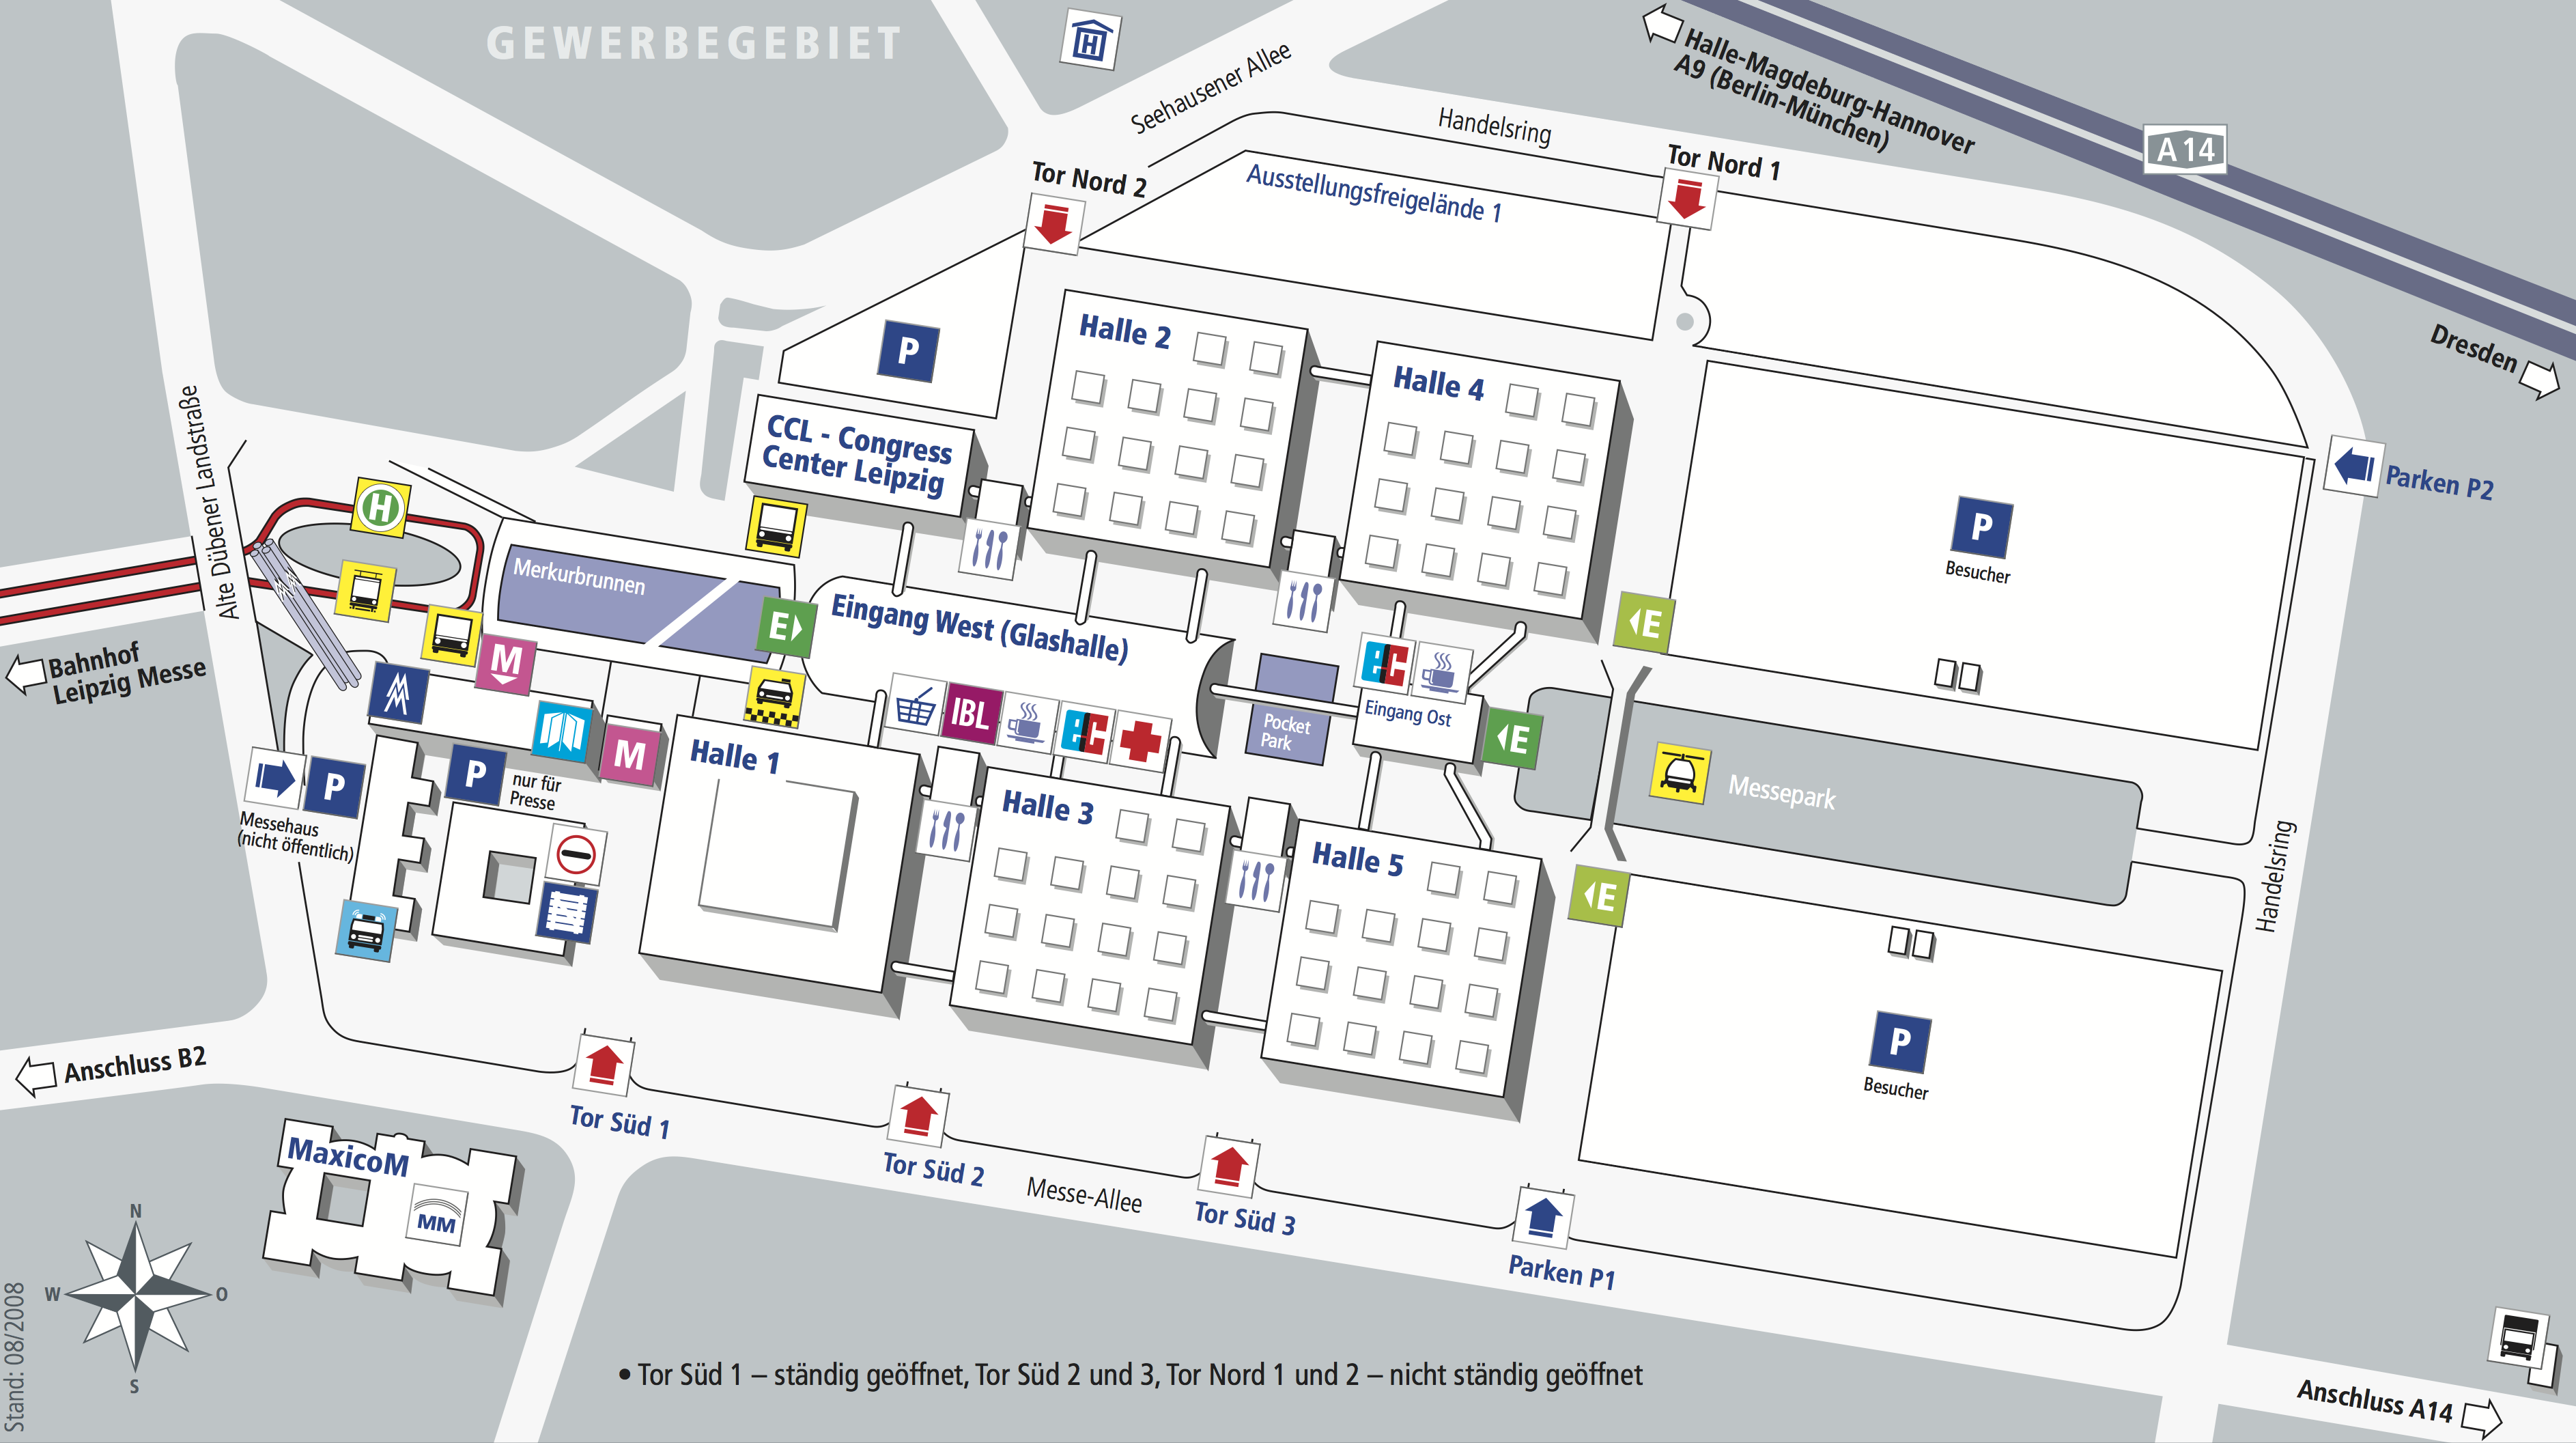 GEWERBEGEBIET
H
Seehausener Allee
Handelsring
Halle-Magdeburg-Hannover
A9 (Berlin-München)
A 14
Tor Nord 2
Tor Nord 1
Ausstellungsfreigelände 1
Dresden
P
Halle 2
Halle 4
CCL - Congress
Center Leipzig
Parken P2
P
Besucher
Alte Dübener Landstraße
H
Merkurbrunnen
E
Eingang West (Glashalle)
E
Bahnhof
Leipzig Messe
M
IBL
Pocket
Park
Eingang Ost
E
Messepark
M
P
P
nur für
Presse
Messehaus
(nicht öffentlich)
Halle 1
Halle 3
Halle 5
E
Handelsring
P
Besucher
Anschluss B2
Tor Süd 1
Tor Süd 2
Messe-Allee
Tor Süd 3
Parken P1
MaxicoM
MM
N
W
O
S
Stand: 08/2008
• Tor Süd 1 – ständig geöffnet, Tor Süd 2 und 3, Tor Nord 1 und 2 – nicht ständig geöffnet
Anschluss A14